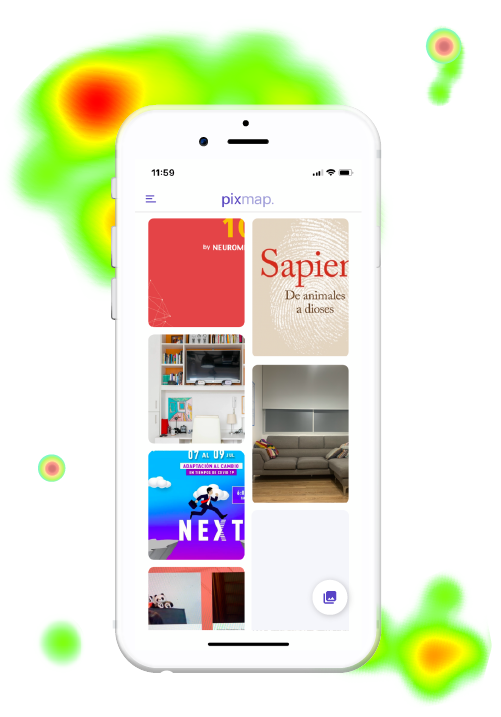 11:59
pixmap.
10
by NEUROM
Sapien
De animales
a dioses
07 AL 09 JUL
ADAPTACIÓN AL CAMBIO
EN TIEMPOS DE COVID 19
NEXT